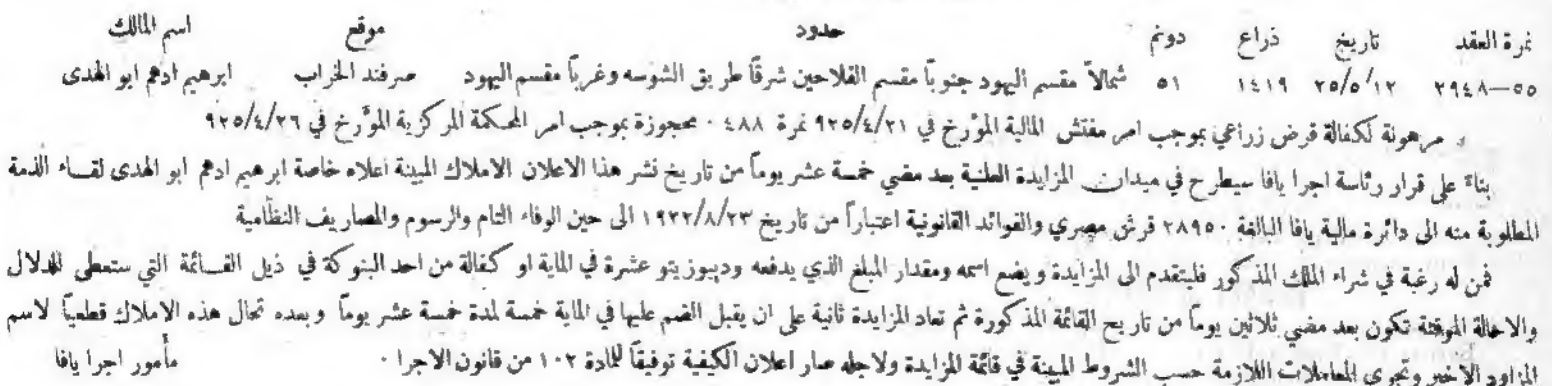 نمرة العقد تاريخ ذراع دونم حدود موقع اسم المالك
٥٥—٢٩٤٨ ٢٥/٥/١٢ ١٤١٩ ٥١ شمالاً مقسم اليهود جنوباً مقسم الفلاحين شرقاً طريق الشوسه وغرباً مقسم اليهود صرفند الخراب ابرهيم ادهم ابو الهدى
مرهونة لكفالة قرض زراعي بموجب امر مفتش المالية المؤرخ في ٩٢٥/٤/٢١ نمرة ٤٨٨ ٠ محجوزة بموجب امر المحكمة المركزية المؤرخ في ٩٢٥/٤/٢٦
بناءً على قرار رئاسة اجرا يافا سيطرح في ميدان المزايدة العلنية بعد مضي خمسة عشر يوماً من تاريخ نشر هذا الاعلان الاملاك المبينة اعلاه خاصة ابرهيم ادهم ابو الهدى لقاء الذمة
المطلوبة منه الى دائرة مالية يافا البالغة ٢٨٩٥٠ قرش مصري والفوائد القانونية اعتباراً من تاريخ ١٩٢٢/٨/٢٣ الى حين الوفاء التام والرسوم والمصاريف النظامية
فمن له رغبة في شراء الملك المذكور فليتقدم الى المزايدة ويضع اسمه ومقدار المبلغ الذي يدفعه وديبوزيتو عشرة في الماية او كفالة من احد البنوكة في ذيل القائمة التي ستعطى للدلال
والاحالة الموقتة تكون بعد مضي ثلاثين يوماً من تاريخ القائمة المذكورة ثم تعاد المزايدة ثانية على ان يقبل الضم عليها في الماية خمسة لمدة خمسة عشر يوماً وبعده تحال هذه الاملاك قطعياً لاسم
المزاود الاخير وتجرى المعاملات اللازمة حسب الشروط المبينة في قائمة المزايدة ولاجله صار اعلان الكيفية توفيقاً للمادة ١٠٢ من قانون الاجرا ٠ مأمور اجرا يافا